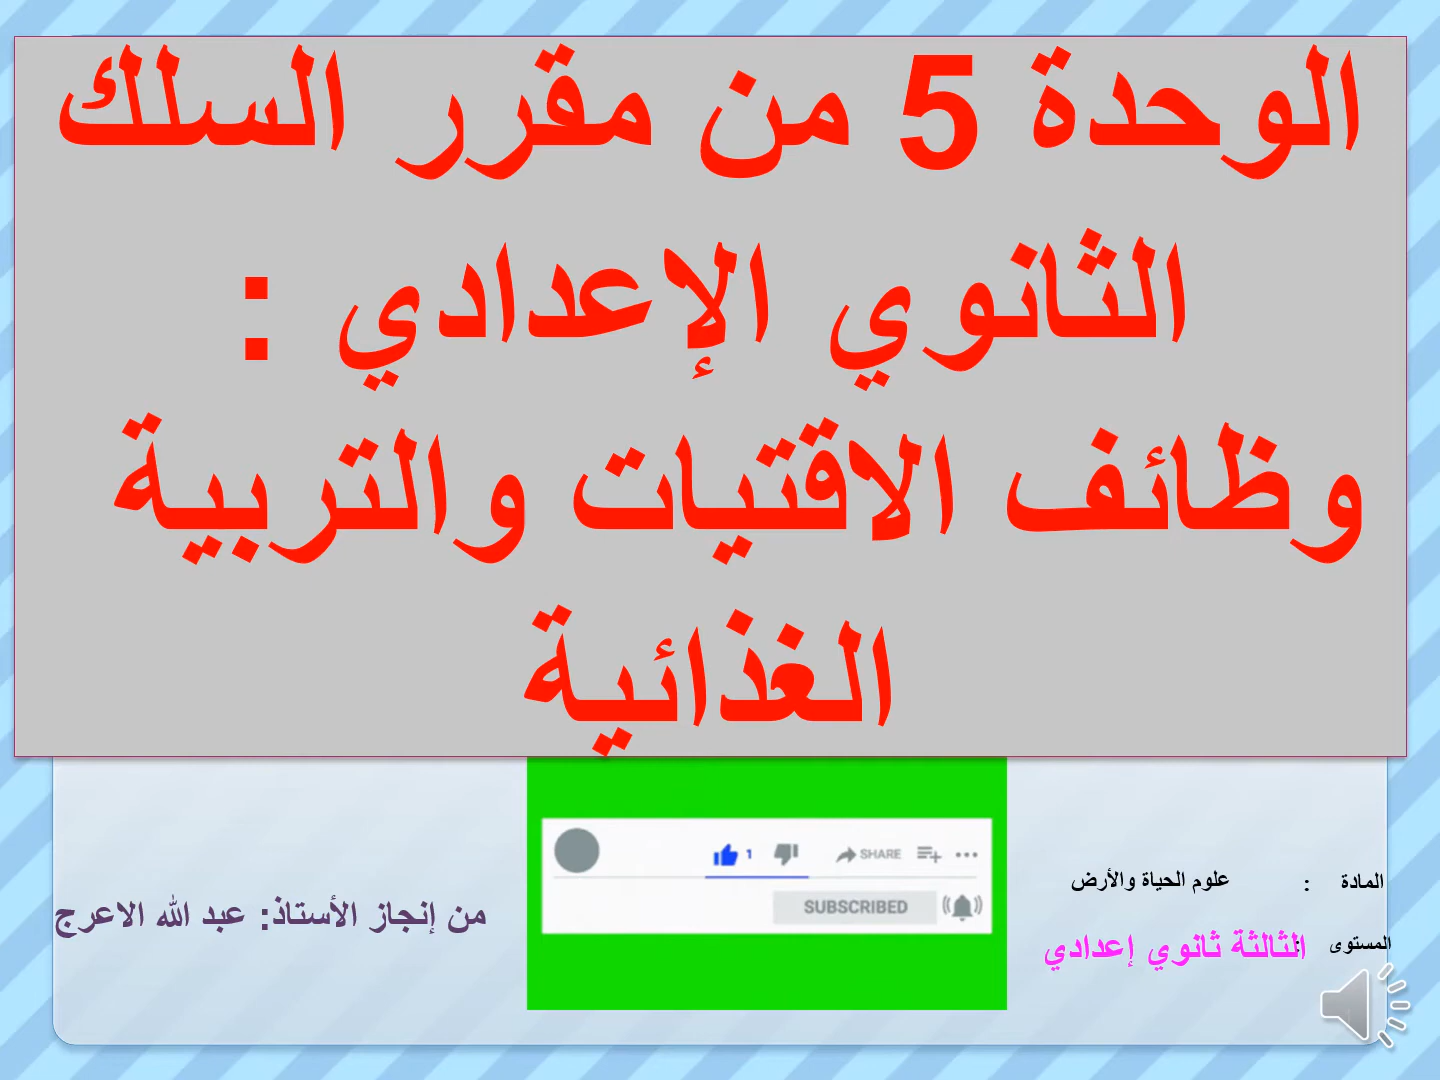 الوحدة 5 من مقرر السلك
الثانوي الإعدادي :
وظائف الاقتيات والتربية
الغذائية
1 SHARE
SUBSCRIBED
المادة : علوم الحياة والأرض
المستوى : الثالثة ثانوي إعدادي
من إنجاز الأستاذ: عبد الله الاعرج